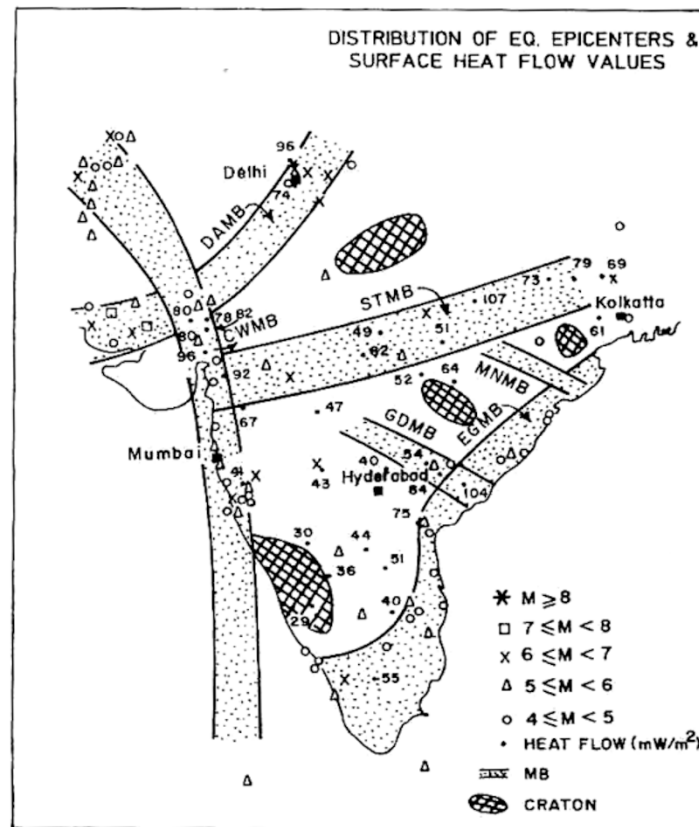 DISTRIBUTION OF EQ. EPICENTERS &
SURFACE HEAT FLOW VALUES
96
Delhi
74
DAMB
STMB
79
69
73
107
Kolkatta
61
80
78 82
80
CWMB
96
92
49
51
82
52
64
MNMB
67
47
GDMB
EGMB
Mumbai
41
43
40
54
Hyderabad
84
104
75
30
44
36
51
29
40
55
M ⩾ 8
7 ⩽ M < 8
6 ⩽ M < 7
5 ⩽ M < 6
4 ⩽ M < 5
HEAT FLOW (mW/m²)
MB
CRATON